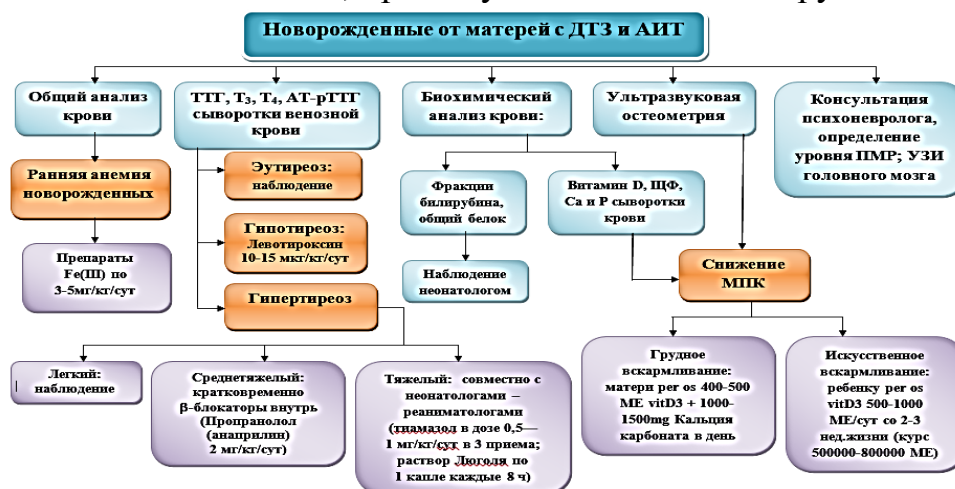 Новорожденные от матерей с ДТЗ и АИТ
Общий анализ
крови
ТТГ, Т3, Т4, АТ-рТТГ
сыворотки венозной
крови
Биохимический
анализ крови:
Ультразвуковая
остеометрия
Консультация
психоневролога,
определение
уровня ПМР; УЗИ
головного мозга
Ранняя анемия
новорожденных
Эутиреоз:
наблюдение
Фракции
билирубина,
общий белок
Витамин D, ЩФ,
Ca и P сыворотки
крови
Гипотиреоз:
Левотироксин
10-15 мкг/кг/сут
Препараты
Fe(III) по
3-5мг/кг/сут
Наблюдение
неонатологом
Снижение
МПК
Гипертиреоз
Легкий:
наблюдение
Среднетяжелый:
кратковременно
β-блокаторы внутрь
(Пропранолол
(анаприлин)
2 мг/кг/сут)
Тяжелый: совместно с
неонатологами –
реаниматологами
(тиамазол в дозе 0,5—
1 мг/кг/сут в 3 приема;
раствор Люголя по
1 капле каждые 8 ч)
Грудное
вскармливание:
матери per os 400-500
МЕ vitD3 + 1000-
1500mg Кальция
карбоната в день
Искусственное
вскармливание:
ребенку per os
vitD3 500-1000
МЕ/сут со 2-3
нед.жизни (курс
500000-800000 МЕ)